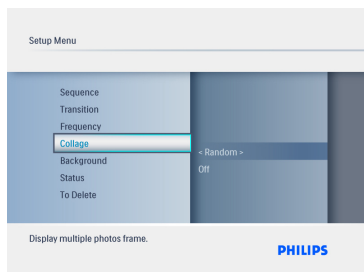 Setup Menu
Sequence
Transition
Frequency
Collage
Background
Status
To Delete
< Random >
Off
Display multiple photos frame.
PHILIPS